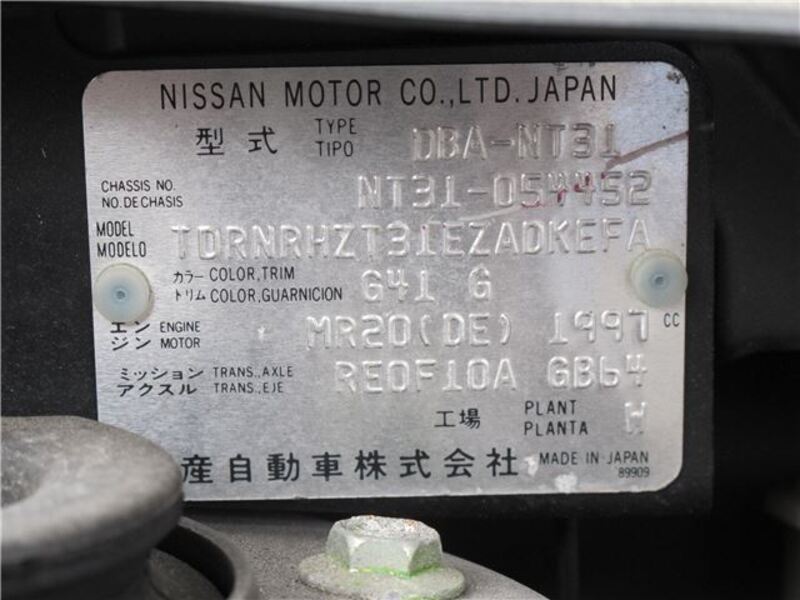 NISSAN MOTOR CO.,LTD. JAPAN
型式 TYPE TIPO DBA-NT31
CHASSIS NO. NO. DE CHASIS NT31-054452
MODEL MODELO TDRNRHZT31EZADKEFA
カラー COLOR,TRIM トリム COLOR,GUARNICION G41 G
エンジン ENGINE MOTOR MR20(DE) 1997 CC
ミッション TRANS.,AXLE アクスル TRANS.,EJE RE0F10A GB64
工場 PLANT PLANTA W
産自動車株式会社 MADE IN JAPAN
89909